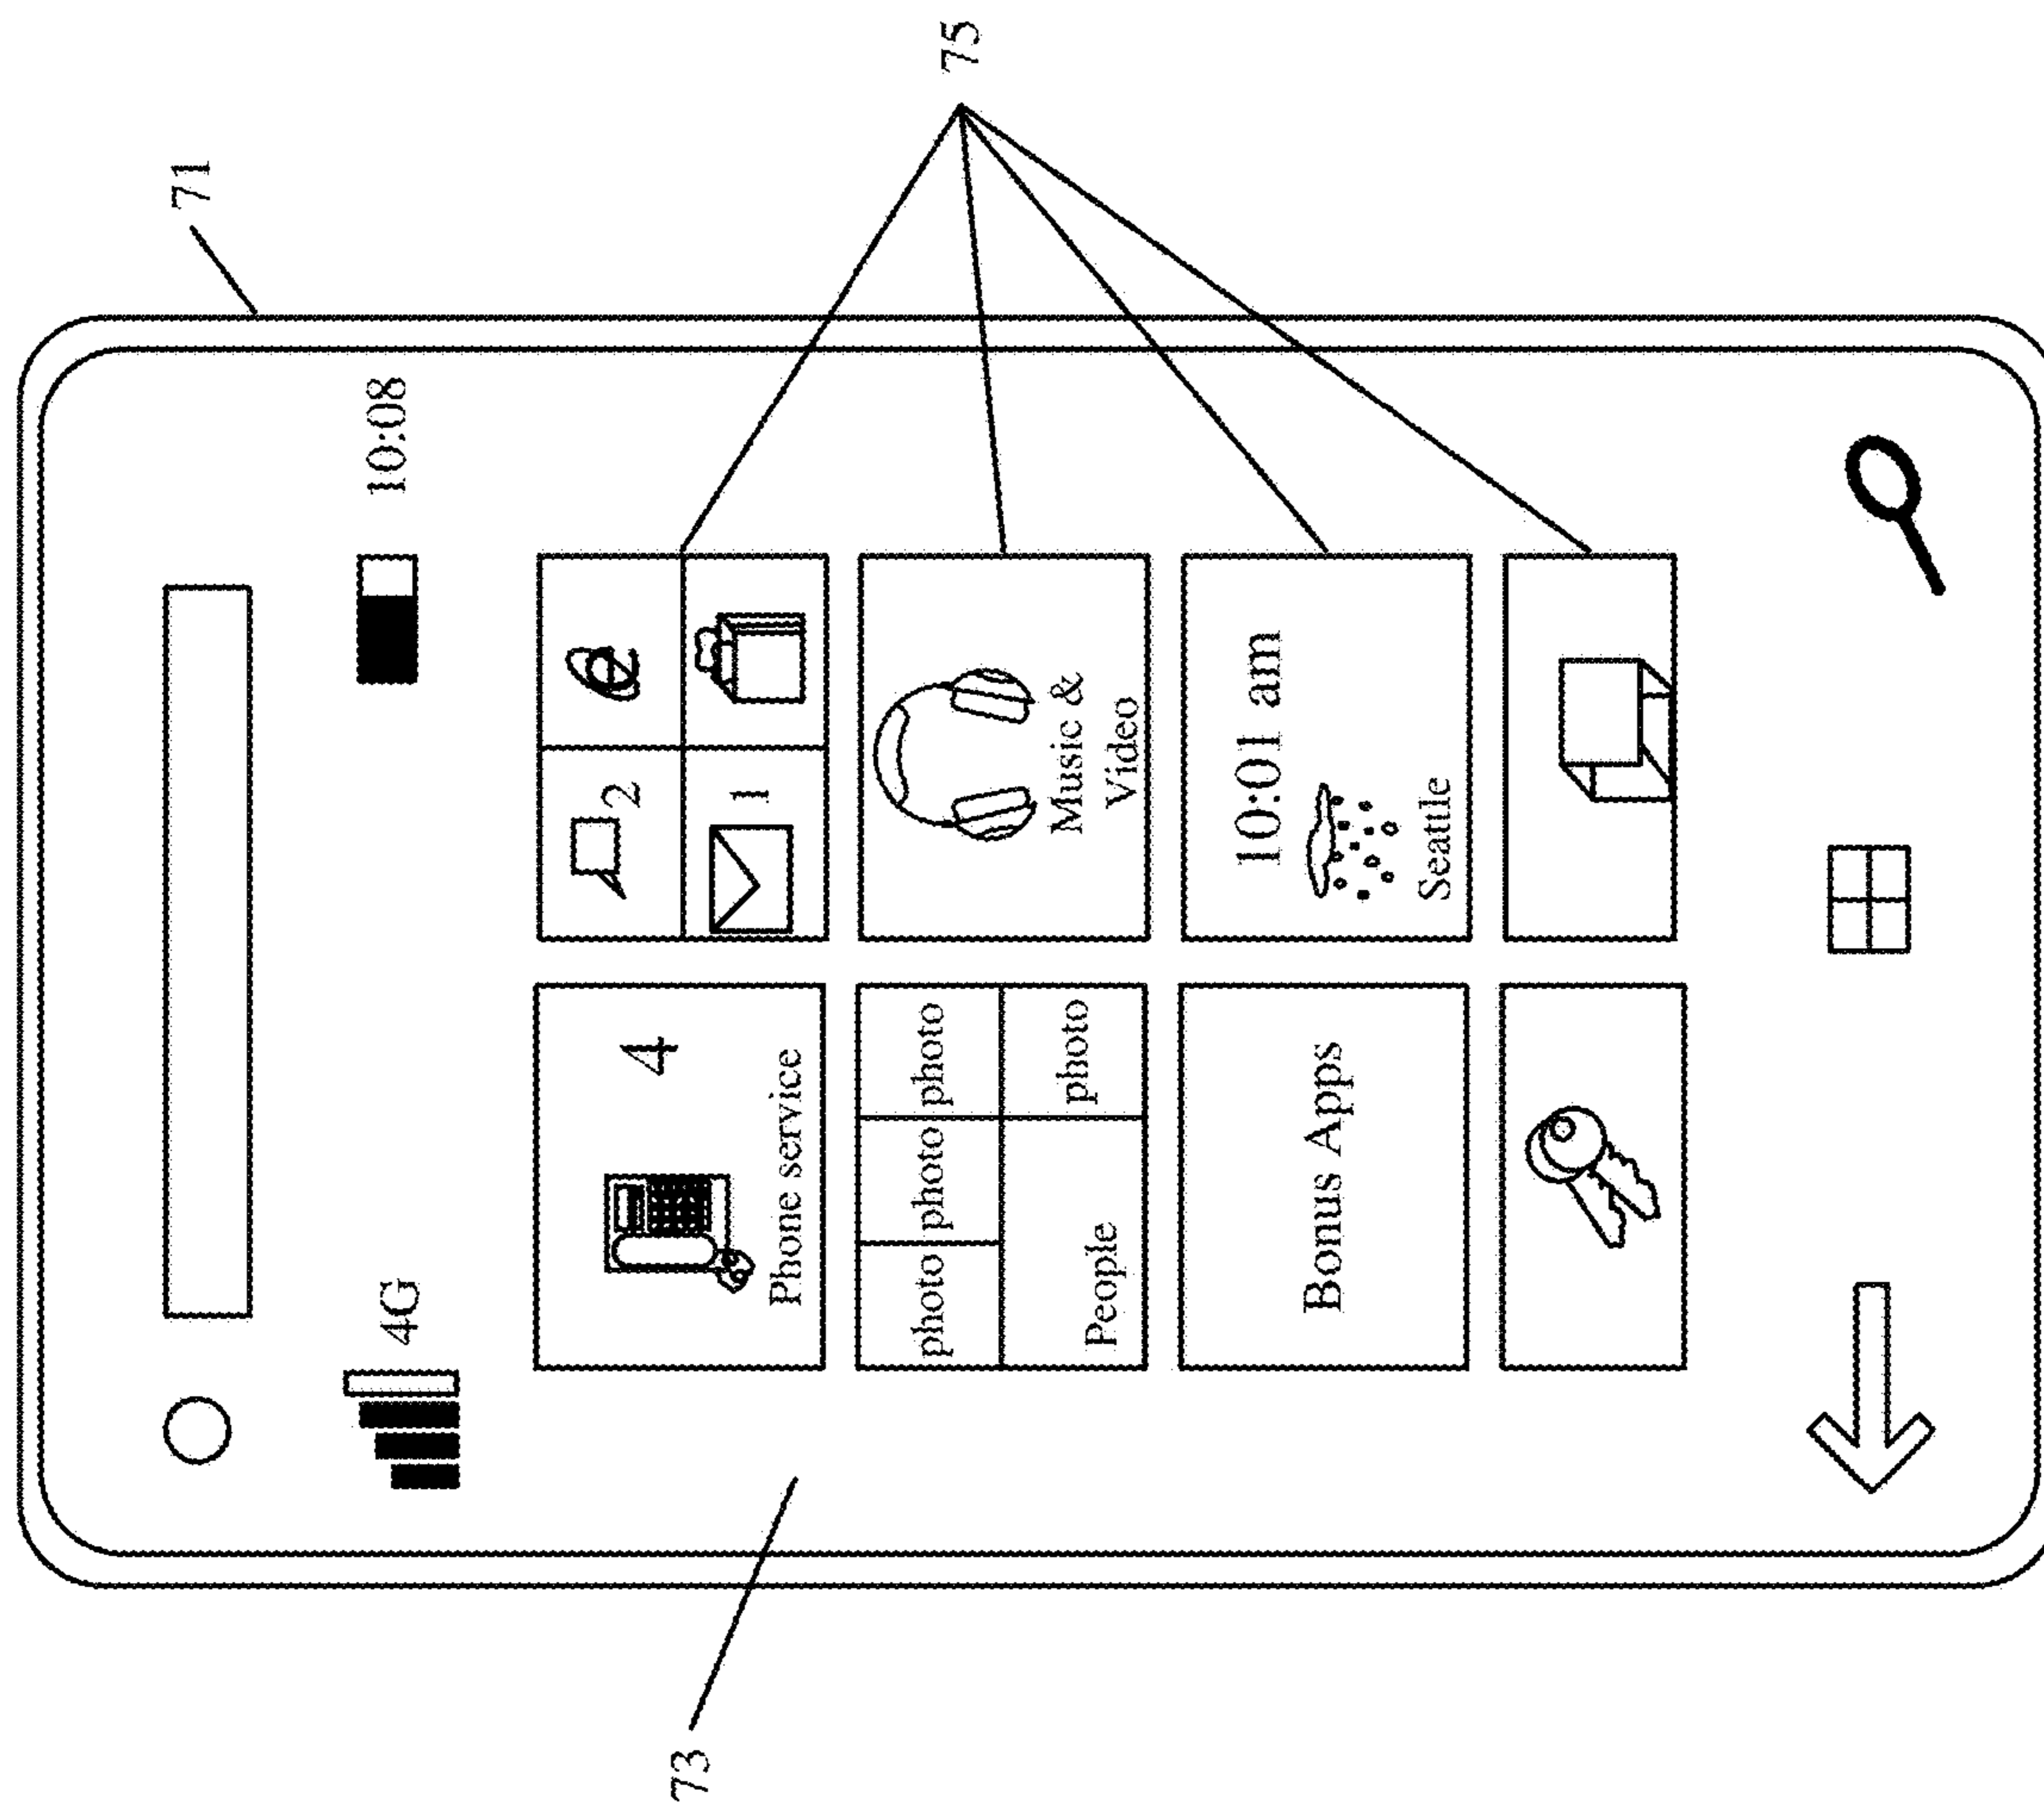 71
4G
10:08
4
Phone service
2
1
photo
photo
photo
People
photo
Music &
Video
75
Bonus Apps
10:01 am
Seattle
73